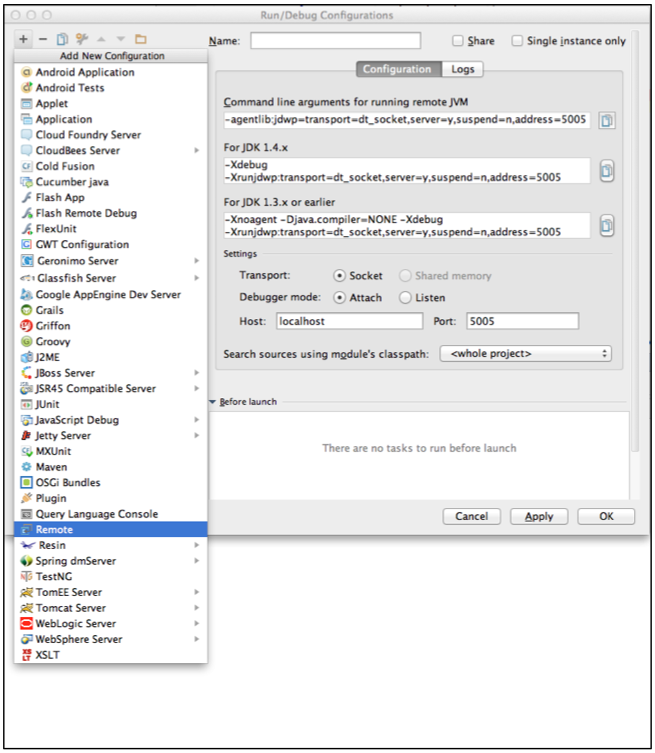 Run/Debug Configurations
Add New Configuration
Android Application
Android Tests
Applet
Application
Cloud Foundry Server
CloudBees Server
Cold Fusion
Cucumber java
Flash App
Flash Remote Debug
FlexUnit
GWT Configuration
Geronimo Server
Glassfish Server
Google AppEngine Dev Server
Grails
Griffon
Groovy
J2ME
JBoss Server
JSR45 Compatible Server
JUnit
JavaScript Debug
Jetty Server
MXUnit
Maven
OSGi Bundles
Plugin
Query Language Console
Remote
Resin
Spring dmServer
TestNG
TomEE Server
Tomcat Server
WebLogic Server
WebSphere Server
XSLT
Name:
Share
Single instance only
Configuration
Logs
Command line arguments for running remote JVM
-agentlib:jdwp=transport=dt_socket,server=y,suspend=n,address=5005
For JDK 1.4.x
-Xdebug
-Xrunjdwp:transport=dt_socket,server=y,suspend=n,address=5005
For JDK 1.3.x or earlier
-Xnoagent -Djava.compiler=NONE -Xdebug
-Xrunjdwp:transport=dt_socket,server=y,suspend=n,address=5005
Settings
Transport: Socket Shared memory
Debugger mode: Attach Listen
Host: localhost Port: 5005
Search sources using module's classpath: <whole project>
Before launch
There are no tasks to run before launch
Cancel Apply OK